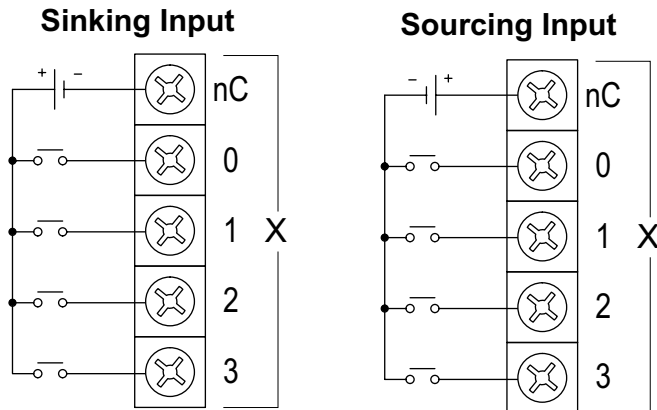 Sinking Input
+ -
nC
0
1
2
3
X
Sourcing Input
- +
nC
0
1
2
3
X